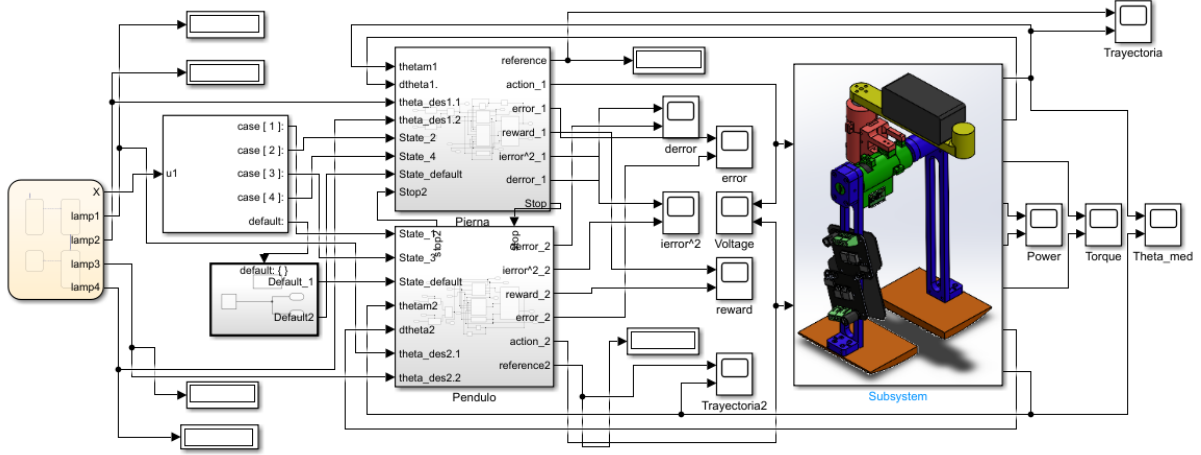 Trayectoria
reference
thetam1
action_1
dtheta1.
error_1
theta_des1.1
theta_des1.2
reward_1
State_2
ierror^2_1
State_4
derror_1
State_default
Stop2
Stop
Pierna
stop2
stop
case [ 1 ]:
case [ 2 ]:
case [ 3 ]:
case [ 4 ]:
default:
u1
X
lamp1
lamp2
lamp3
lamp4
default: { }
Default_1
Default2
State_1
derror_2
State_3
ierror^2_2
State_default
reward_2
thetam2
error_2
dtheta2
action_2
theta_des2.1
reference2
theta_des2.2
Pendulo
derror
error
ierror^2
Voltage
reward
Trayectoria2
Subsystem
Power
Torque
Theta_med